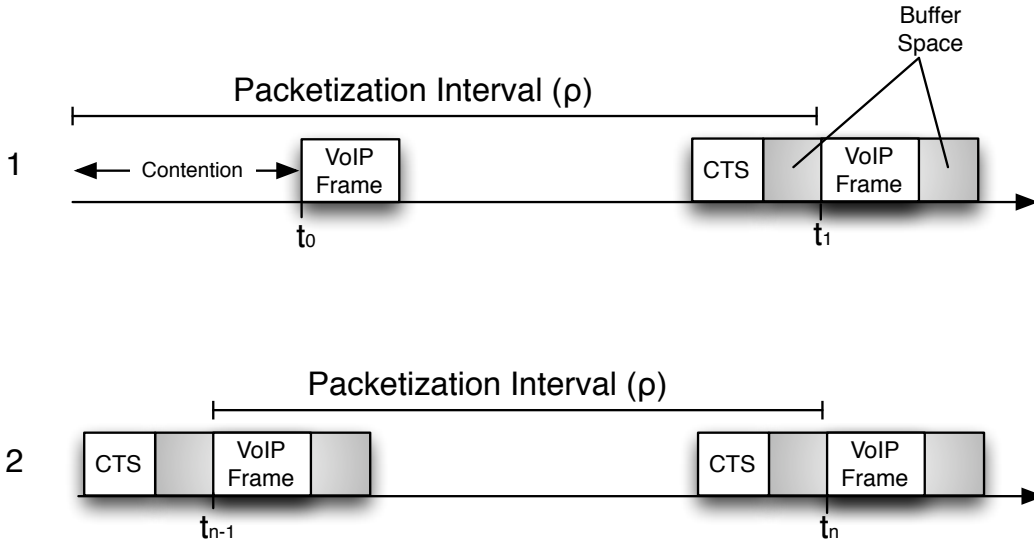 Buffer
Space
Packetization Interval (ρ)
1
Contention
VoIP
Frame
CTS
VoIP
Frame
t0
t1
Packetization Interval (ρ)
2
CTS
VoIP
Frame
CTS
VoIP
Frame
tn-1
tn